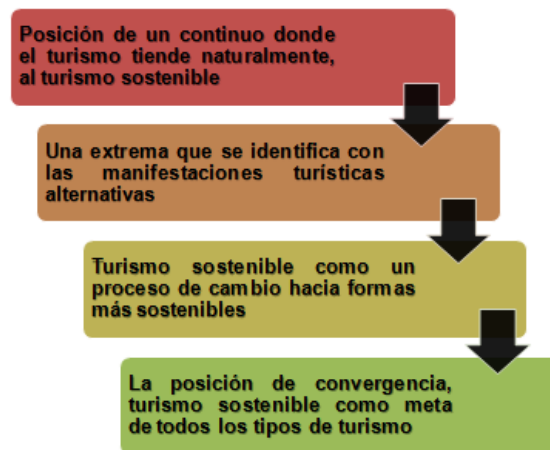 Posición de un continuo donde
el turismo tiende naturalmente,
al turismo sostenible
Una extrema que se identifica con
las manifestaciones turísticas
alternativas
Turismo sostenible como un
proceso de cambio hacia formas
más sostenibles
La posición de convergencia,
turismo sostenible como meta
de todos los tipos de turismo